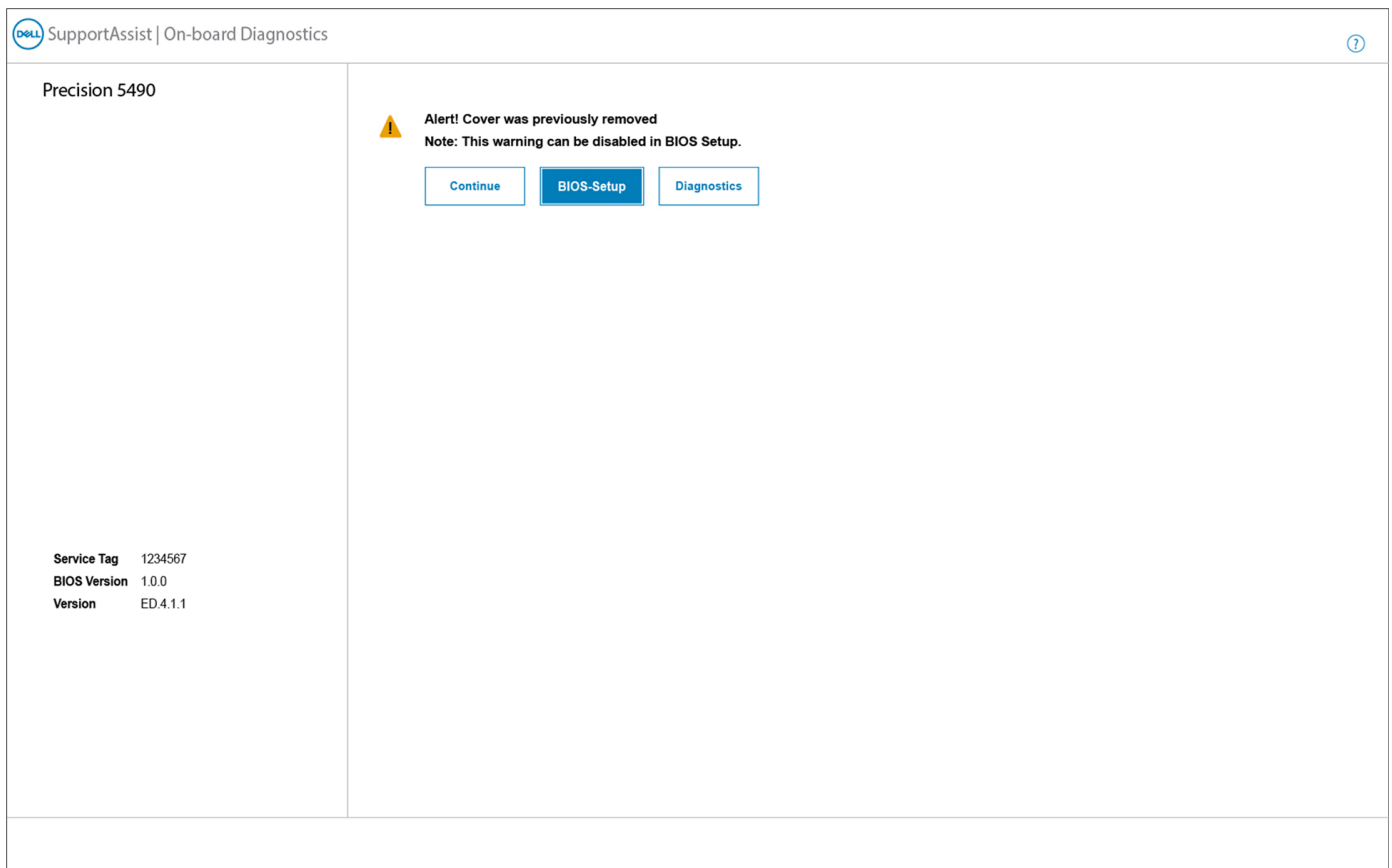 DELL SupportAssist | On-board Diagnostics
?
Precision 5490
Alert! Cover was previously removed
Note: This warning can be disabled in BIOS Setup.
Continue BIOS-Setup Diagnostics
Service Tag 1234567
BIOS Version 1.0.0
Version ED.4.1.1